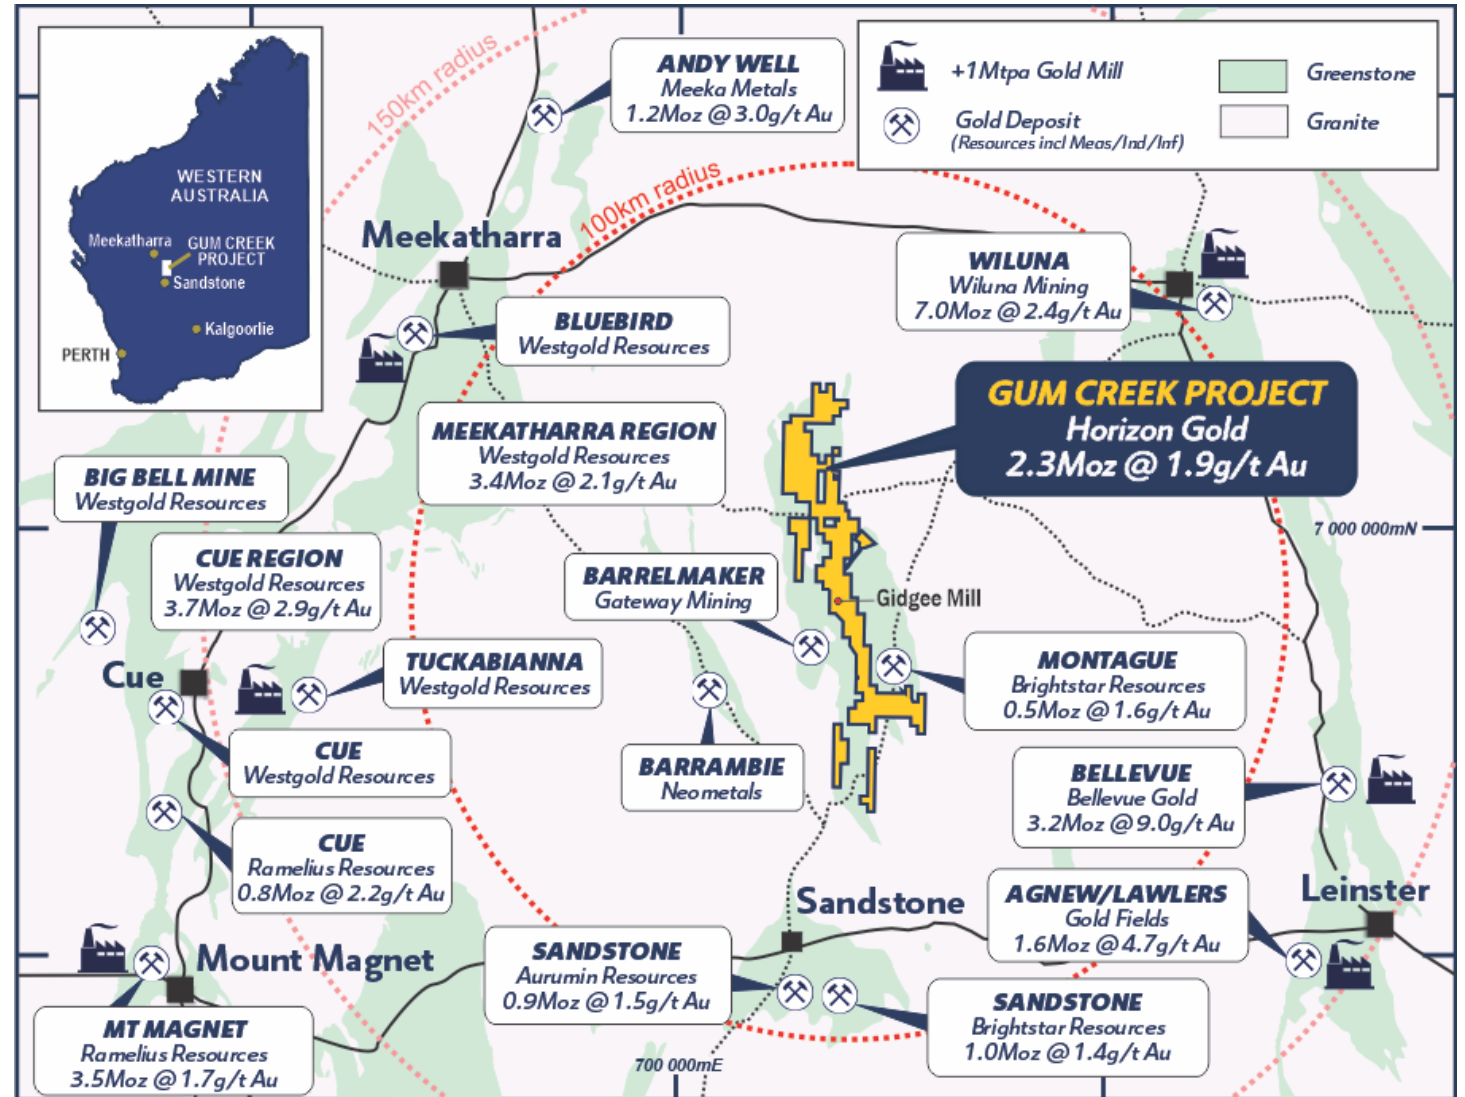 150km radius
ANDY WELL
Meeka Metals
1.2Moz @ 3.0g/t Au
+1Mtpa Gold Mill
Gold Deposit
(Resources incl Meas/Ind/Inf)
Greenstone
Granite
WESTERN
AUSTRALIA
Meekatharra
GUM CREEK
PROJECT
Sandstone
Kalgoorlie
PERTH
100km radius
Meekatharra
WILUNA
Wiluna Mining
7.0Moz @ 2.4g/t Au
BLUEBIRD
Westgold Resources
GUM CREEK PROJECT
Horizon Gold
2.3Moz @ 1.9g/t Au
MEEKATHARRA REGION
Westgold Resources
3.4Moz @ 2.1g/t Au
BIG BELL MINE
Westgold Resources
7 000 000mN
CUE REGION
Westgold Resources
3.7Moz @ 2.9g/t Au
BARRELMAKER
Gateway Mining
Gidgee Mill
Cue
TUCKABIANNA
Westgold Resources
MONTAGUE
Brightstar Resources
0.5Moz @ 1.6g/t Au
CUE
Westgold Resources
BARRAMBIE
Neometals
BELLEVUE
Bellevue Gold
3.2Moz @ 9.0g/t Au
CUE
Ramelius Resources
0.8Moz @ 2.2g/t Au
Sandstone
AGNEW/LAWLERS
Gold Fields
1.6Moz @ 4.7g/t Au
Leinster
Mount Magnet
SANDSTONE
Aurumin Resources
0.9Moz @ 1.5g/t Au
SANDSTONE
Brightstar Resources
1.0Moz @ 1.4g/t Au
MT MAGNET
Ramelius Resources
3.5Moz @ 1.7g/t Au
700 000mE